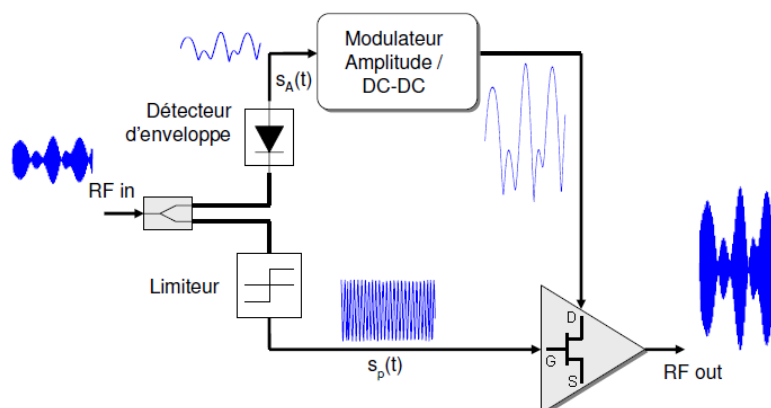 Modulateur
Amplitude /
DC-DC
s_A(t)
Détecteur
d'enveloppe
RF in
Limiteur
s_p(t)
D
G
S
RF out